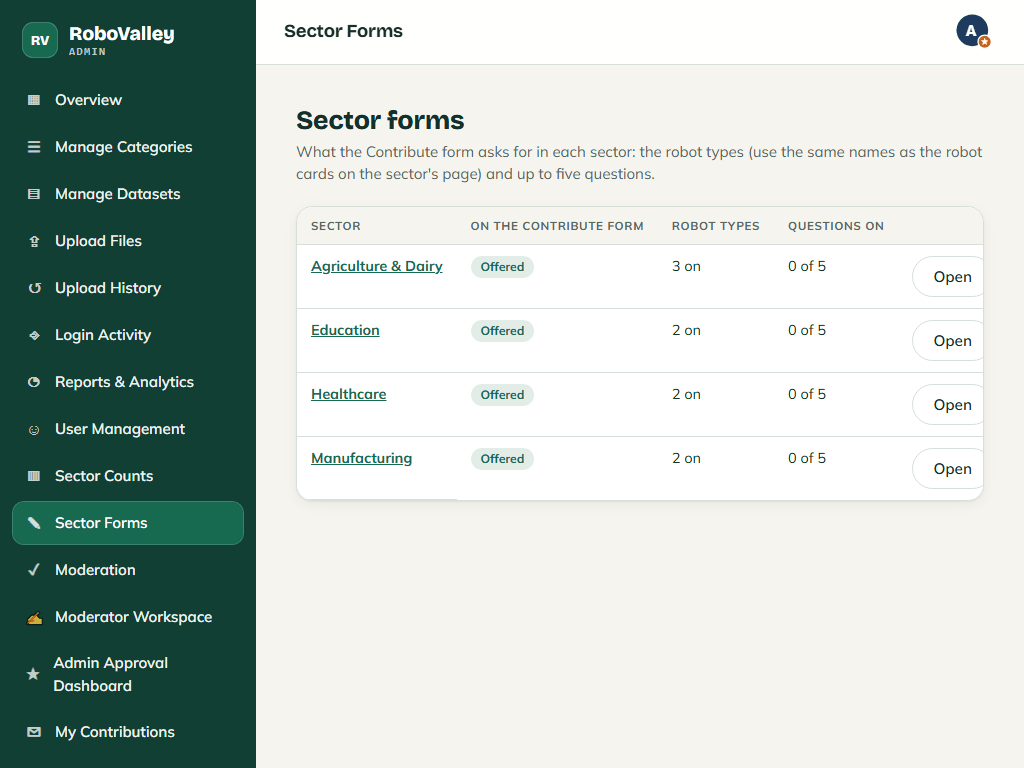 RV
RoboValley
ADMIN
Overview
Manage Categories
Manage Datasets
Upload Files
Upload History
Login Activity
Reports & Analytics
User Management
Sector Counts
Sector Forms
Moderation
Moderator Workspace
Admin Approval
Dashboard
My Contributions
Sector Forms
A
Sector forms
What the Contribute form asks for in each sector: the robot types (use the same names as the robot
cards on the sector's page) and up to five questions.
SECTOR ON THE CONTRIBUTE FORM ROBOT TYPES QUESTIONS ON
Agriculture & Dairy Offered 3 on 0 of 5 Open
Education Offered 2 on 0 of 5 Open
Healthcare Offered 2 on 0 of 5 Open
Manufacturing Offered 2 on 0 of 5 Open